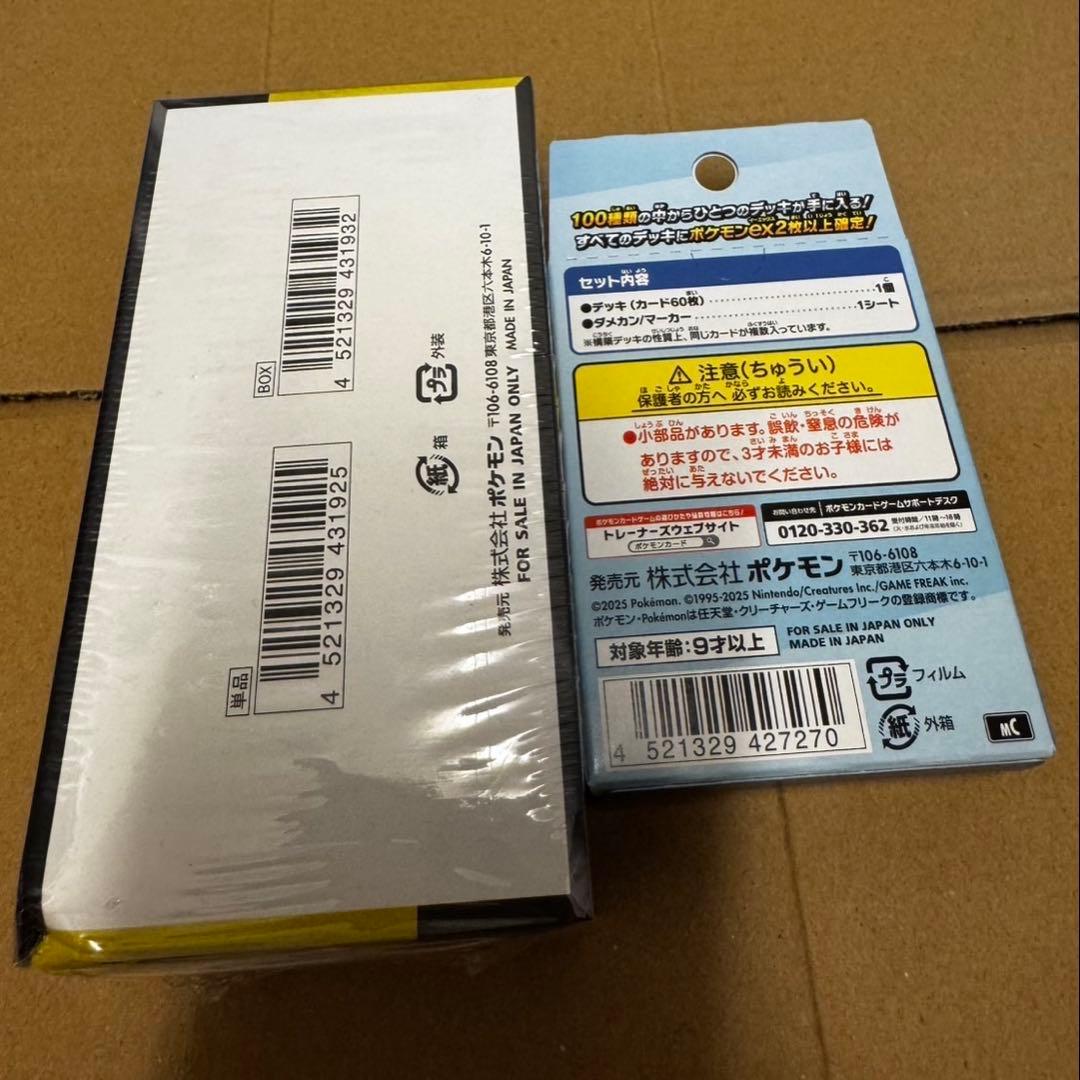 BOX
4 521329 431932
単品
4 521329 431925
プラ 外装
紙 箱
発売元 株式会社 ポケモン 〒106-6108 東京都港区六本木6-10-1
FOR SALE IN JAPAN ONLY MADE IN JAPAN
100種類の中からひとつのデッキが手に入る!
すべてのデッキにポケモンex2枚以上確定!
セット内容
●デッキ(カード60枚)……1個
●ダメカン/マーカー……1シート
※構築デッキの性質上、同じカードが複数入っています。
注意(ちゅうい)
保護者の方へ 必ずお読みください。
●小部品があります。誤飲・窒息の危険が
ありますので、3才未満のお子様には
絶対に与えないでください。
ポケモンカードゲームの遊びかたや最新情報はこちら!
トレーナーズウェブサイト
ポケモンカード
お問い合わせ先 ポケモンカードゲームサポートデスク
0120-330-362 受付時間/11時~18時
発売元 株式会社 ポケモン 〒106-6108
東京都港区六本木6-10-1
©2025 Pokémon. ©1995-2025 Nintendo/Creatures Inc./GAME FREAK inc.
ポケモン・Pokémonは任天堂・クリーチャーズ・ゲームフリークの登録商標です。
対象年齢:9才以上
FOR SALE IN JAPAN ONLY
MADE IN JAPAN
4 521329 427270
プラ フィルム
紙 外箱
MC